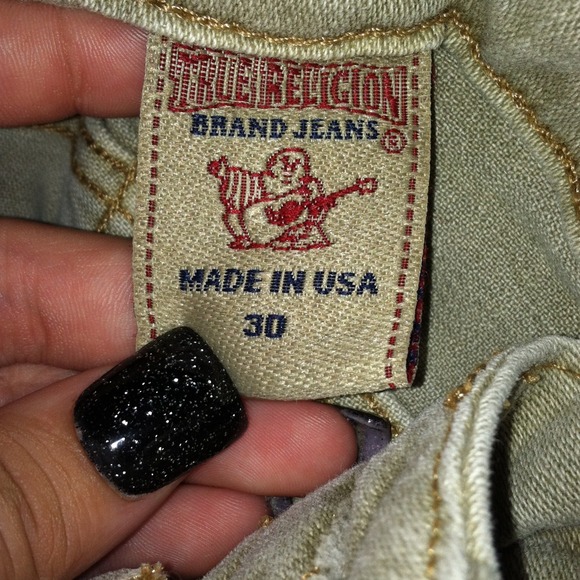 TRUE RELIGION
BRAND JEANS
®
MADE IN USA
30